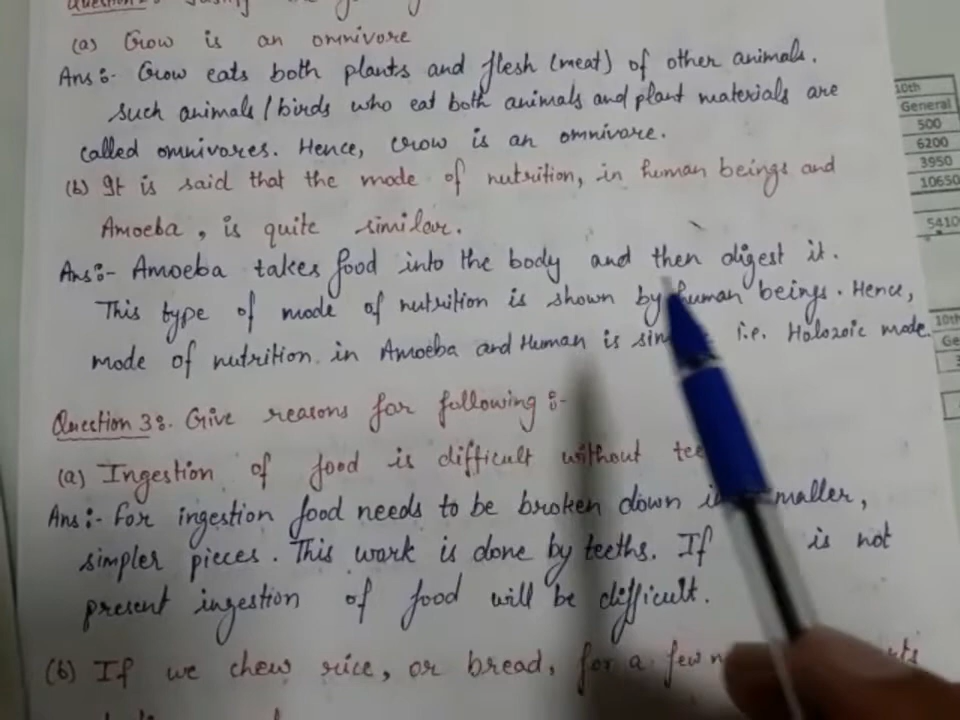 (a) Crow is an omnivore
Ans:- Crow eats both plants and flesh (meat) of other animals.
such animals/birds who eat both animals and plant materials are
called omnivores. Hence, crow is an omnivore.
(b) It is said that the mode of nutrition, in human beings and
Amoeba, is quite similar.
Ans:- Amoeba takes food into the body and then digest it.
This type of mode of nutrition is shown by human beings. Hence,
mode of nutrition in Amoeba and Human is i.e. Holozoic mode.
Question 3:. Give reasons for following :-
(a) Ingestion of food is difficult without
Ans:- For ingestion food needs to be broken down smaller,
simpler pieces. This work is done by teeths. If is not
present ingestion of food will be difficult.
(b) If we chew rice, or bread, for a few
10th
General
500
6200
3950
10650
5410
10th